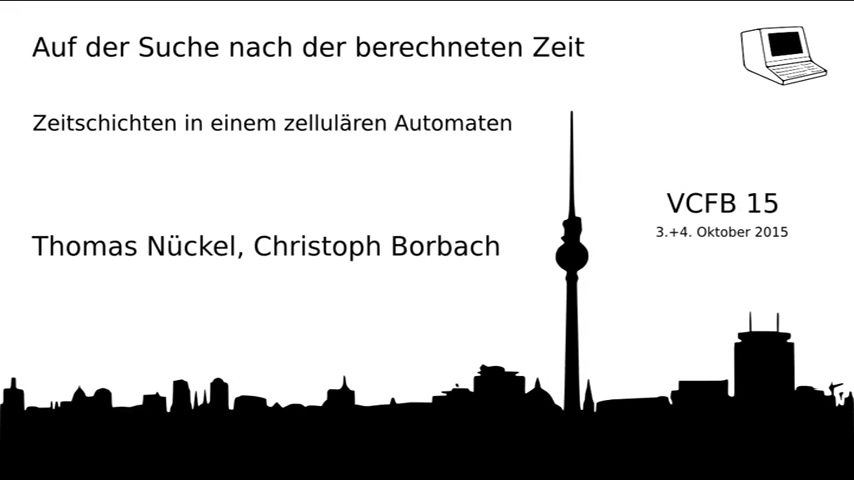 Auf der Suche nach der berechneten Zeit
Zeitschichten in einem zellulären Automaten
VCFB 15
3.+4. Oktober 2015
Thomas Nückel, Christoph Borbach